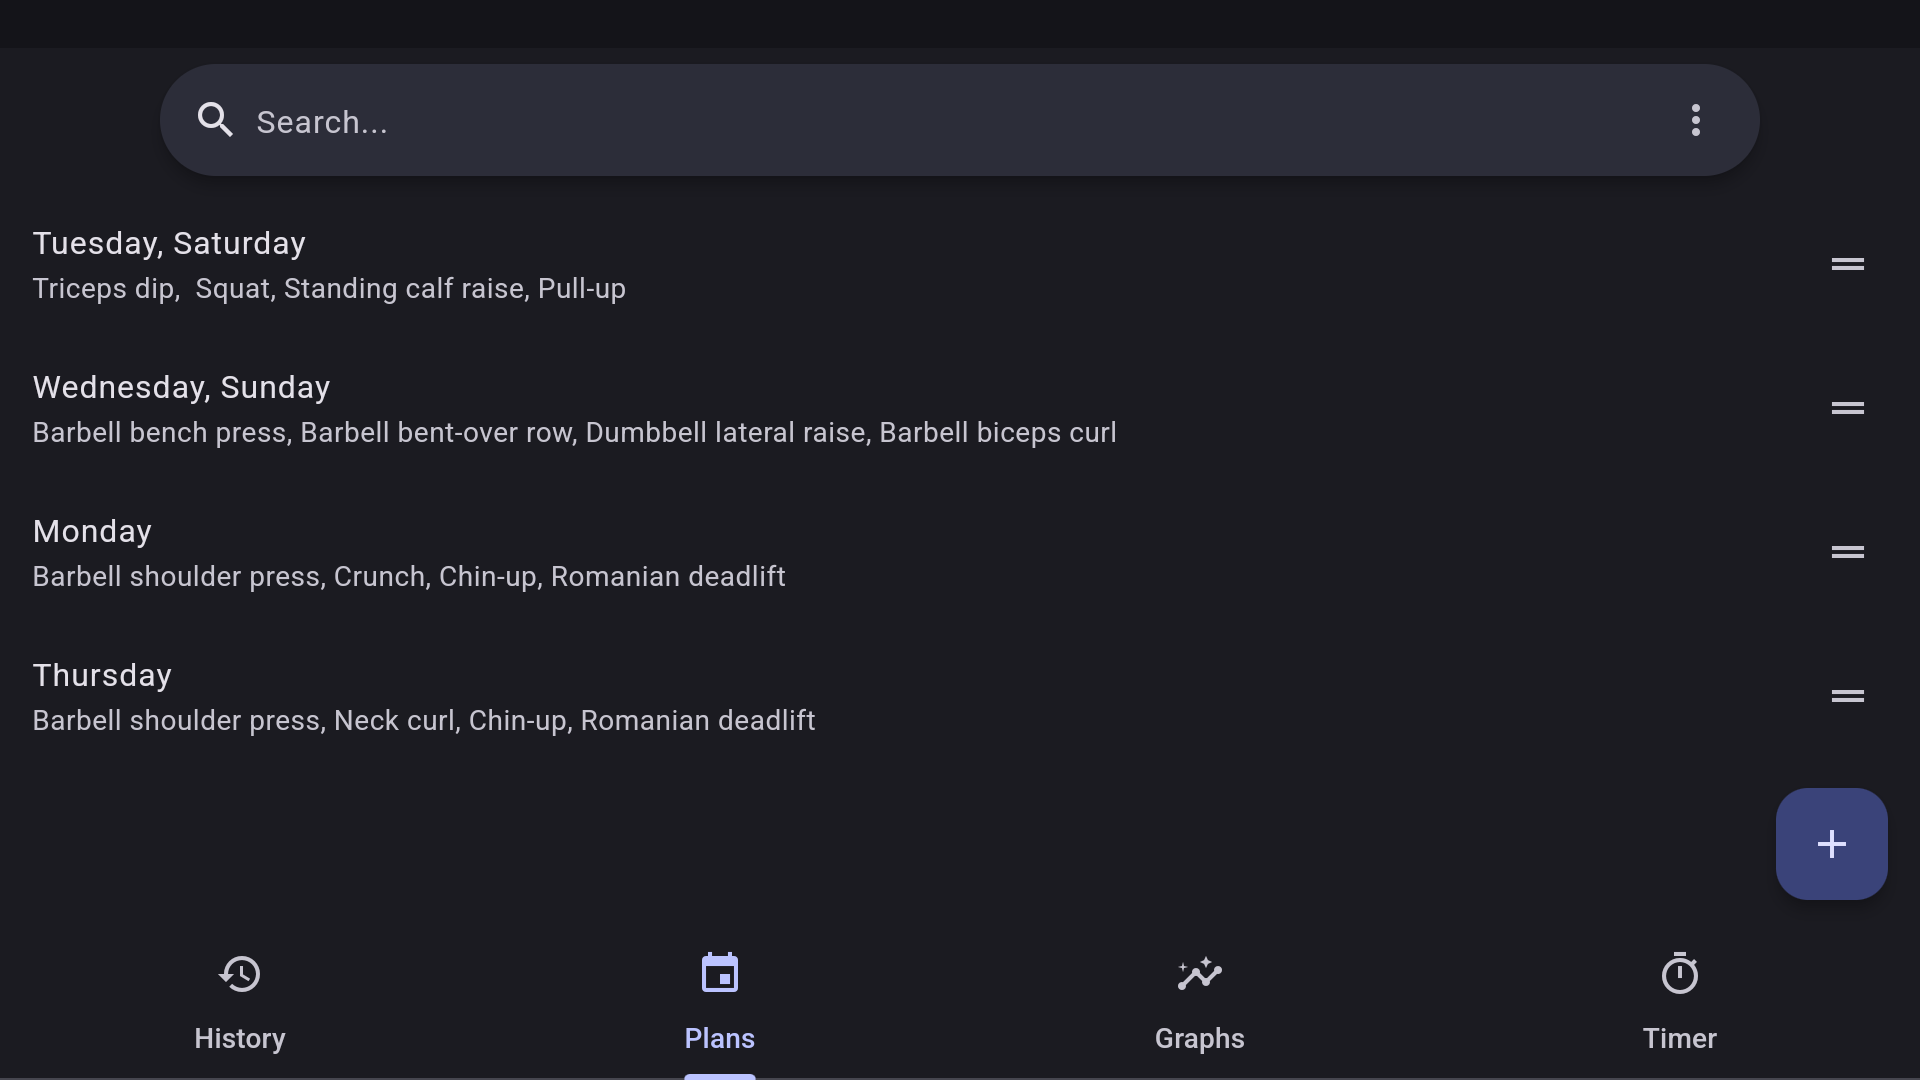 Search...
Tuesday, Saturday
Triceps dip,  Squat, Standing calf raise, Pull-up
Wednesday, Sunday
Barbell bench press, Barbell bent-over row, Dumbbell lateral raise, Barbell biceps curl
Monday
Barbell shoulder press, Crunch, Chin-up, Romanian deadlift
Thursday
Barbell shoulder press, Neck curl, Chin-up, Romanian deadlift
History
Plans
Graphs
Timer